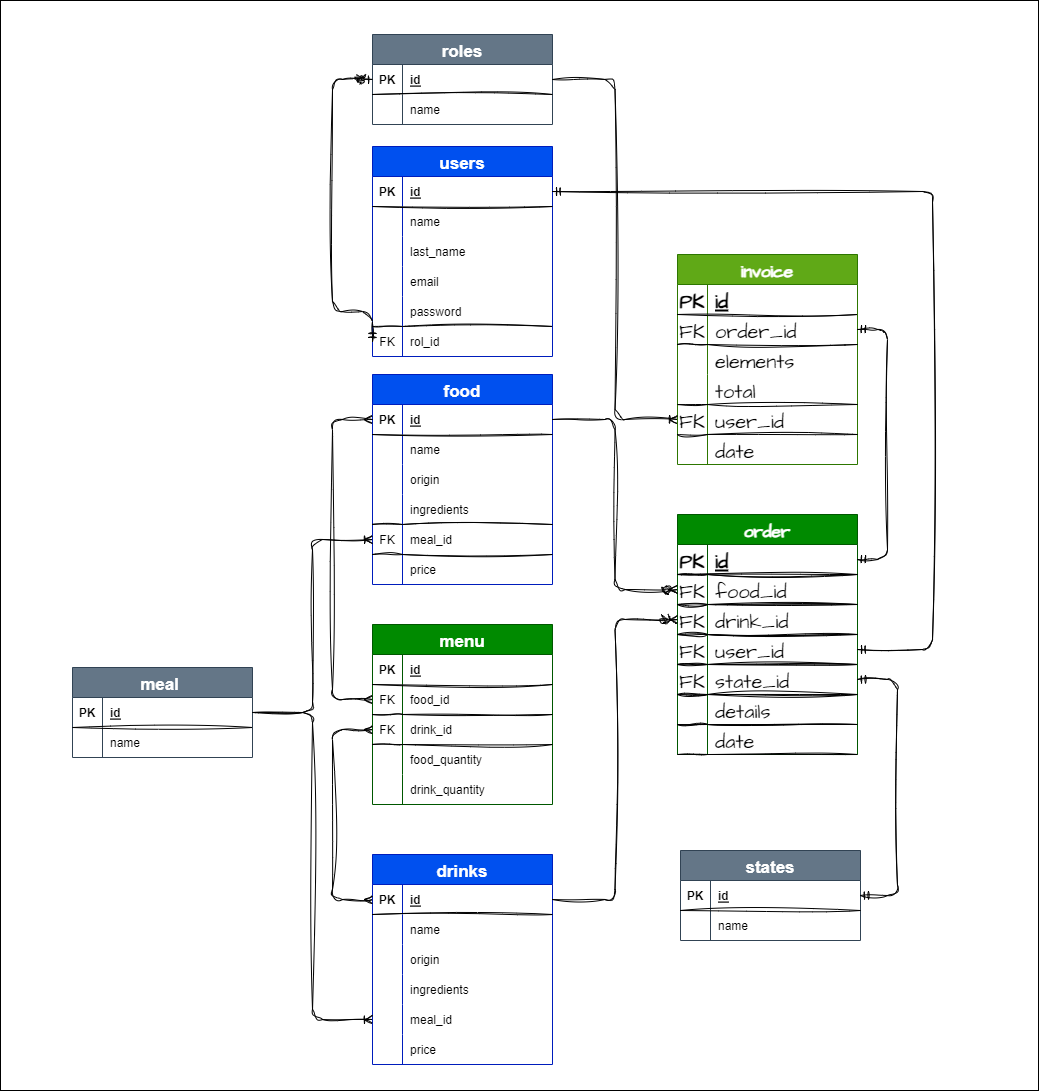 roles
PK id
name
users
PK id
name
last_name
email
password
FK rol_id
food
PK id
name
origin
ingredients
FK meal_id
price
menu
PK id
FK food_id
FK drink_id
food_quantity
drink_quantity
meal
PK id
name
drinks
PK id
name
origin
ingredients
meal_id
price
invoice
PK id
FK order_id
elements
total
FK user_id
date
order
PK id
FK food_id
FK drink_id
FK user_id
FK state_id
details
date
states
PK id
name